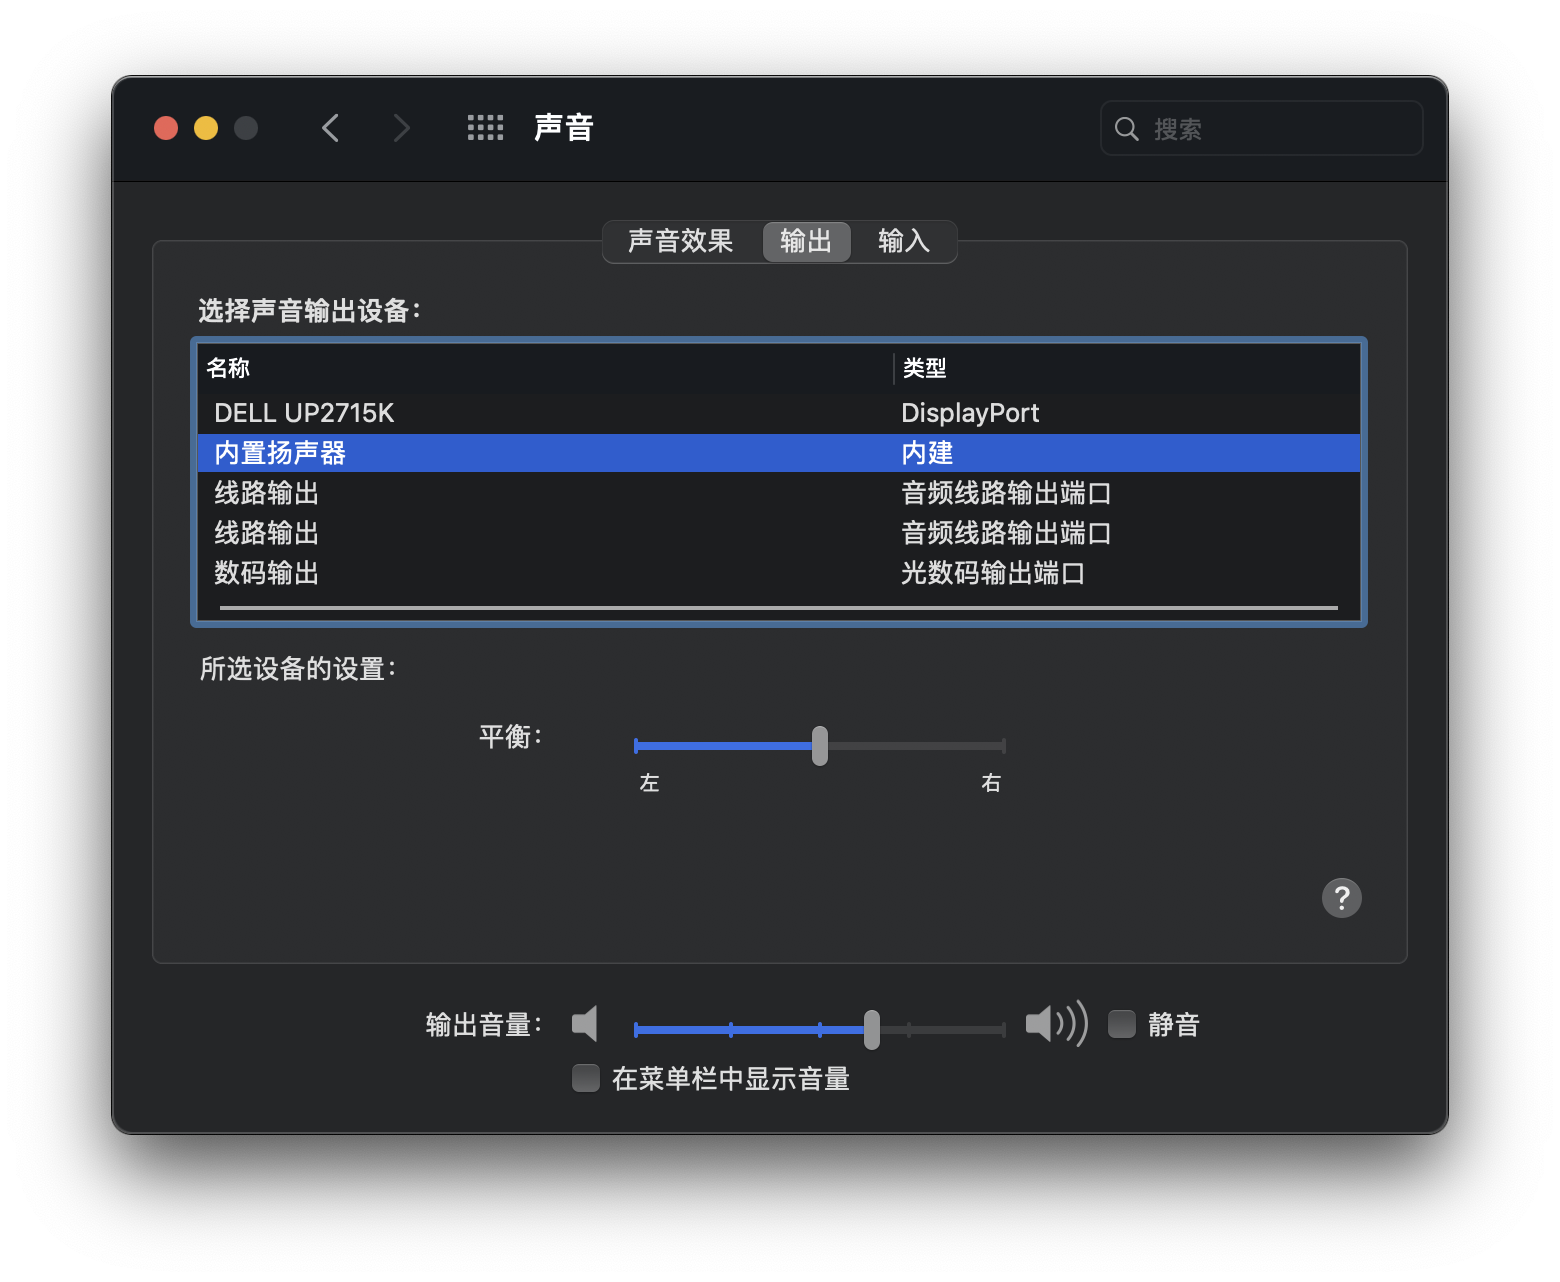 声音
搜索
声音效果 输出 输入
选择声音输出设备：
名称 类型
DELL UP2715K DisplayPort
内置扬声器 内建
线路输出 音频线路输出端口
线路输出 音频线路输出端口
数码输出 光数码输出端口
所选设备的设置：
平衡：
左 右
?
输出音量： 静音
在菜单栏中显示音量